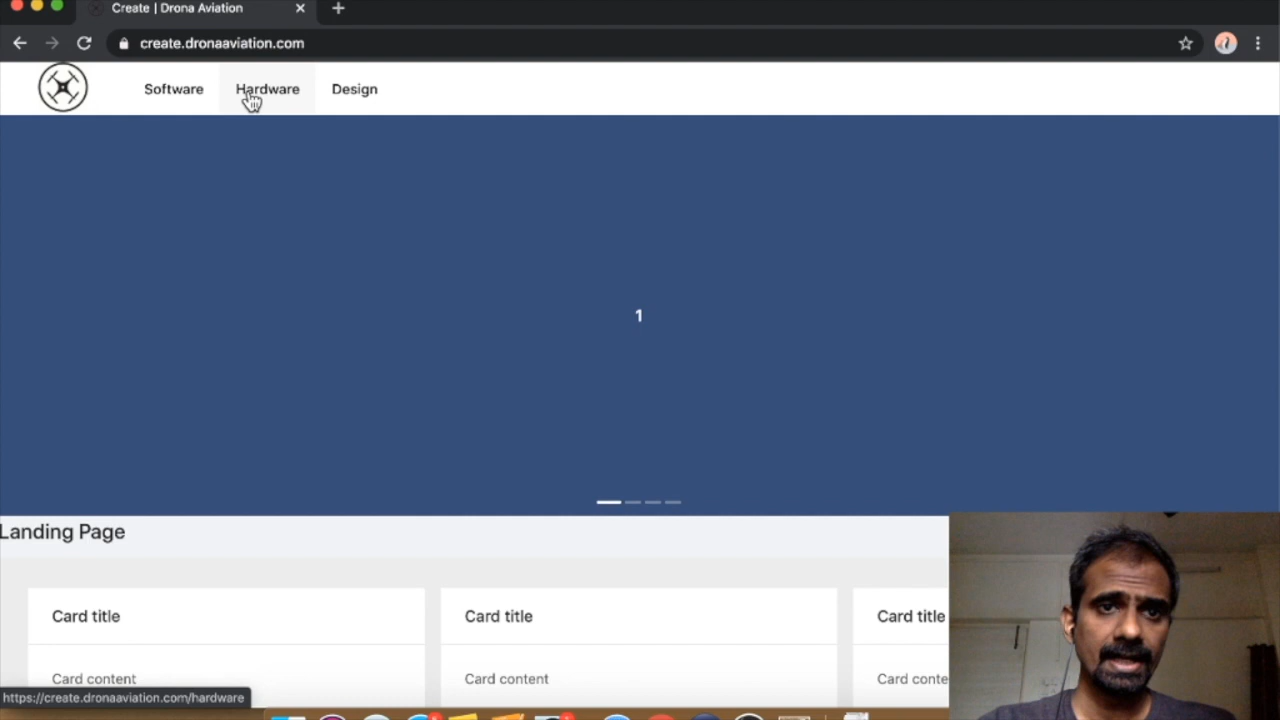 Create | Drona Aviation
create.dronaaviation.com
Software Hardware Design
1
Landing Page
Card title Card title Card title
Card content Card content Card conte
https://create.dronaaviation.com/hardware